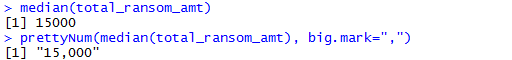 > median(total_ransom_amt)
[1] 15000
> prettyNum(median(total_ransom_amt), big.mark=",")
[1] "15,000"